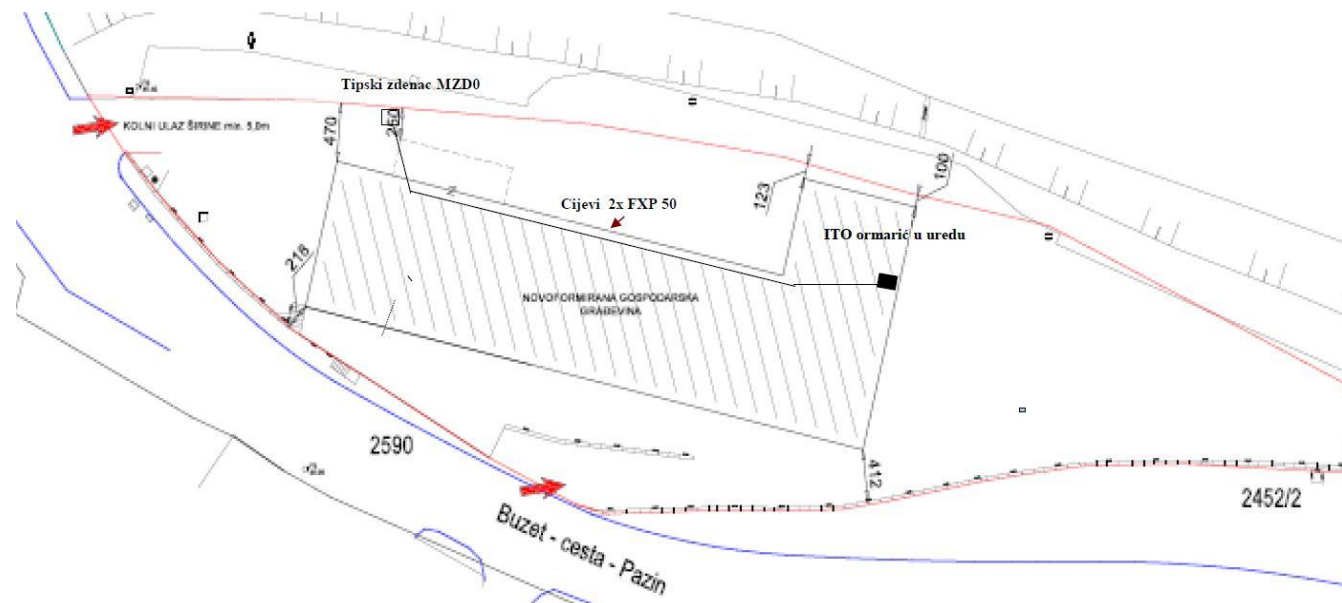 Tipski zdenac MZD0
KOLNI ULAZ ŠIRINE min. 5,0m
470
250
100
123
Cijevi 2x FXP 50
ITO ormarić u uredu
218
NOVOFORMIRANA GOSPODARSKA
GRAĐEVINA
2590
412
2452/2
Buzet - cesta - Pazin